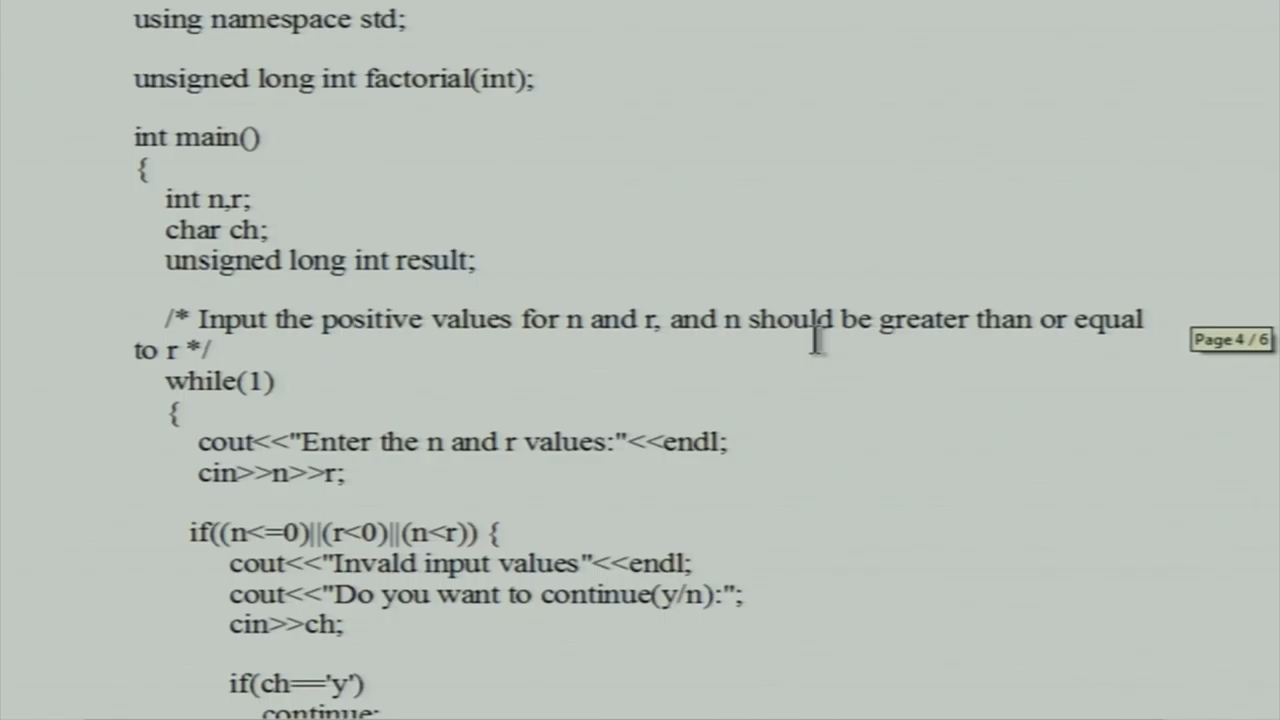 using namespace std;
unsigned long int factorial(int);
int main()
{
int n,r;
char ch;
unsigned long int result;
/* Input the positive values for n and r, and n should be greater than or equal
to r */
Page 4 / 6
while(1)
{
cout<<"Enter the n and r values:"<<endl;
cin>>n>>r;
if((n<=0)||(r<0)||(n<r)) {
cout<<"Invald input values"<<endl;
cout<<"Do you want to continue(y/n):";
cin>>ch;
if(ch=='y')
continue;